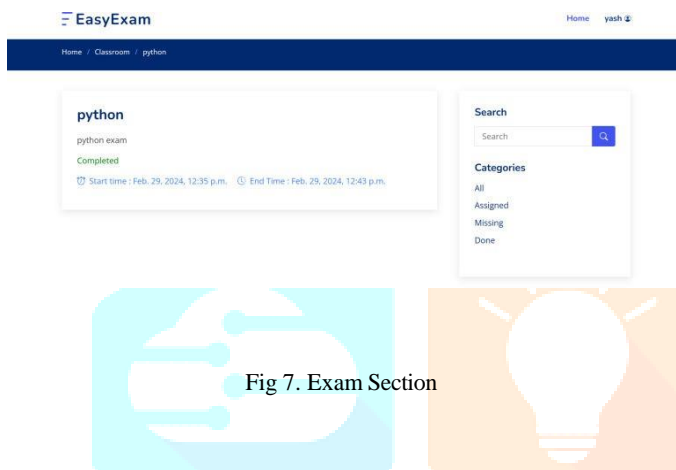 EasyExam
Home yash
Home / Classroom / python
python
python exam
Completed
Start time : Feb. 29, 2024, 12:35 p.m. End Time : Feb. 29, 2024, 12:43 p.m.
Search
Search
Categories
All
Assigned
Missing
Done
Fig 7. Exam Section